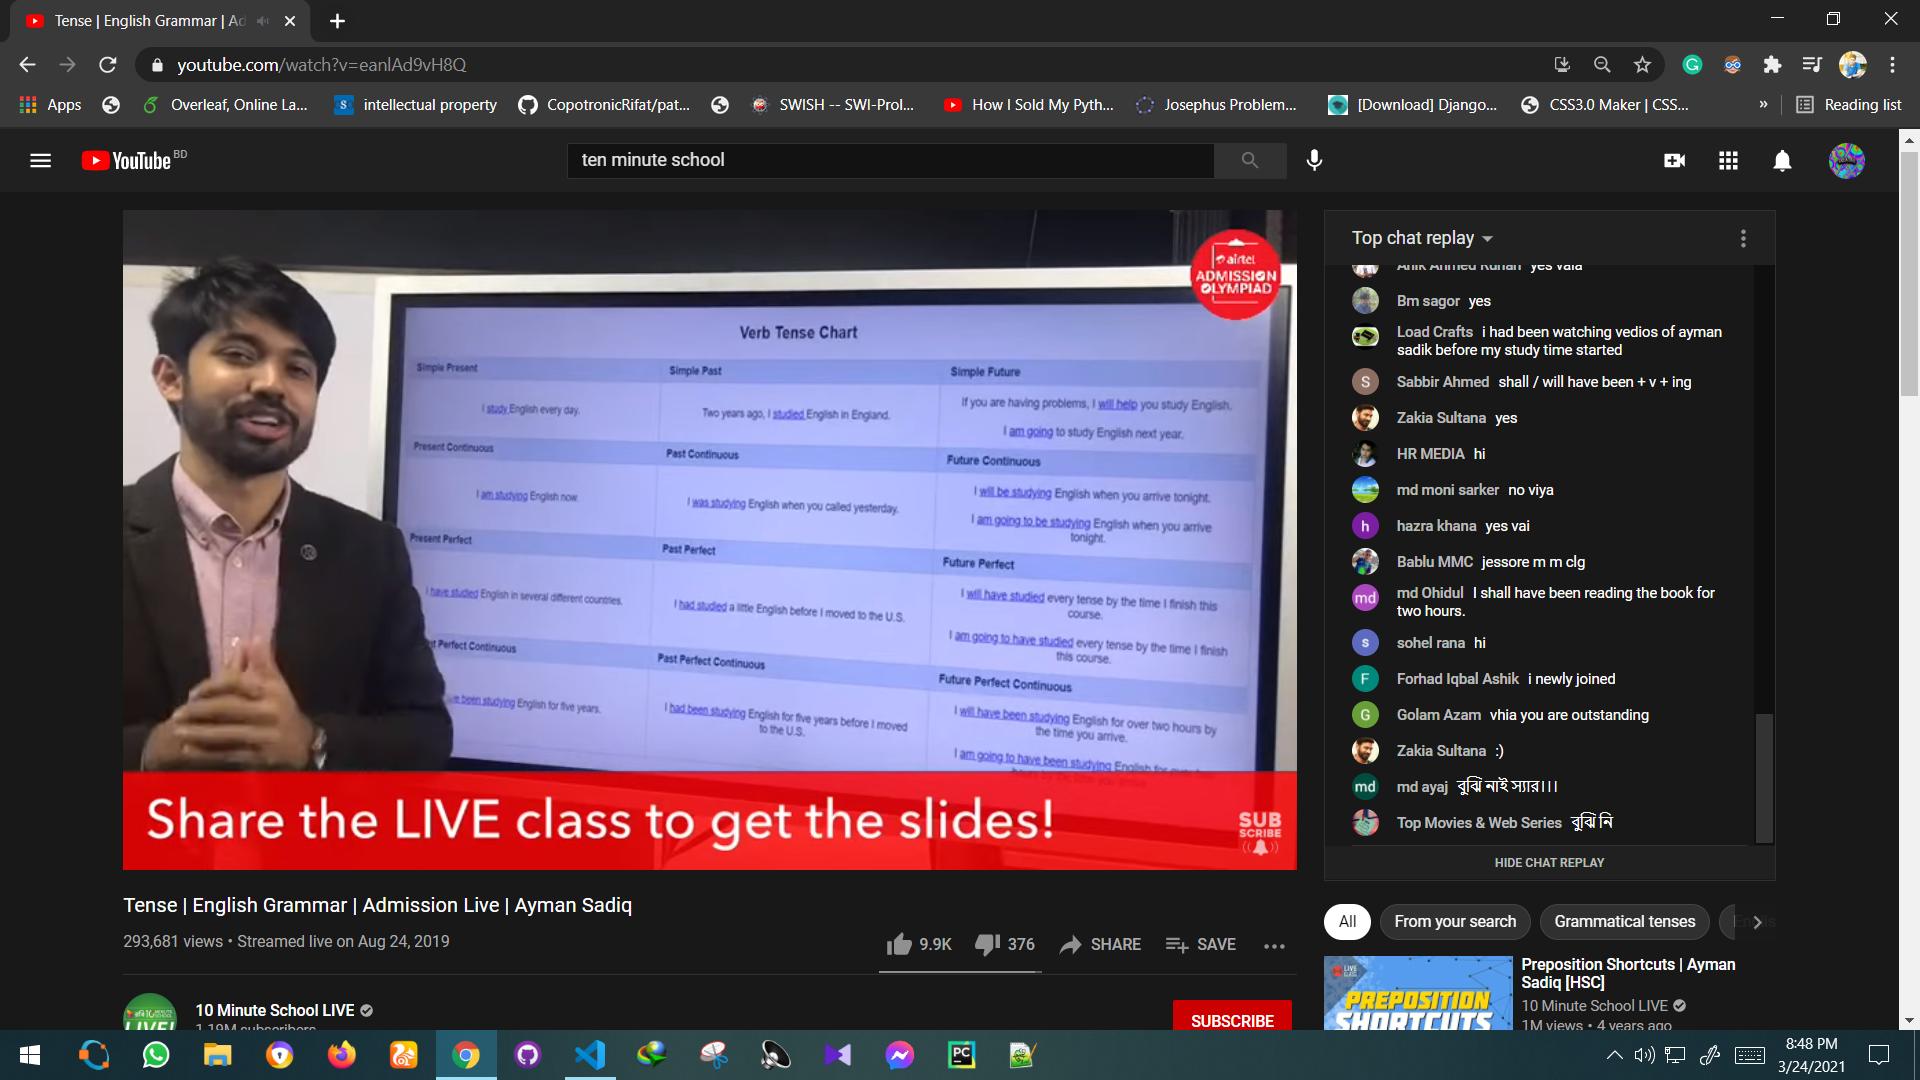 Tense | English Grammar | Ad
youtube.com/watch?v=eanlAd9vH8Q
Apps
Overleaf, Online La...
intellectual property
CopotronicRifat/pat...
SWISH -- SWI-Prol...
How I Sold My Pyth...
Josephus Problem...
[Download] Django...
CSS3.0 Maker | CSS...
»
Reading list
YouTube BD
ten minute school
airtel
ADMISSION
OLYMPIAD
Verb Tense Chart
Simple Present
Simple Past
Simple Future
I study English every day.
Two years ago, I studied English in England.
If you are having problems, I will help you study English.
I am going to study English next year.
Present Continuous
Past Continuous
Future Continuous
I am studying English now.
I was studying English when you called yesterday.
I will be studying English when you arrive tonight.
I am going to be studying English when you arrive
tonight.
Present Perfect
Past Perfect
Future Perfect
I have studied English in several different countries.
I had studied a little English before I moved to the U.S.
I will have studied every tense by the time I finish this
course.
I am going to have studied every tense by the time I finish
this course.
Perfect Continuous
Past Perfect Continuous
Future Perfect Continuous
been studying English for five years.
I had been studying English for five years before I moved
to the U.S.
I will have been studying English for over two hours by
the time you arrive.
I am going to have been studying English for
Share the LIVE class to get the slides!
SUB
SCRIBE
Top chat replay
Anik Ahmed Ruhan yes vaia
Bm sagor yes
Load Crafts i had been watching vedios of ayman
sadik before my study time started
S Sabbir Ahmed shall / will have been + v + ing
Zakia Sultana yes
HR MEDIA hi
md moni sarker no viya
h hazra khana yes vai
Bablu MMC jessore m m clg
md md Ohidul I shall have been reading the book for
two hours.
s sohel rana hi
F Forhad Iqbal Ashik i newly joined
G Golam Azam vhia you are outstanding
Zakia Sultana :)
md md ayaj বুঝি নাই স্যার।।।
Top Movies & Web Series বুঝি নি
HIDE CHAT REPLAY
Tense | English Grammar | Admission Live | Ayman Sadiq
293,681 views • Streamed live on Aug 24, 2019
9.9K
376
SHARE
SAVE
All
From your search
Grammatical tenses
10 Minute School LIVE
1.19M subscribers
SUBSCRIBE
LIVE
CLASS
PREPOSITION
SHORTCUTS
Preposition Shortcuts | Ayman
Sadiq [HSC]
10 Minute School LIVE
1M views • 4 years ago
PC
8:48 PM
3/24/2021